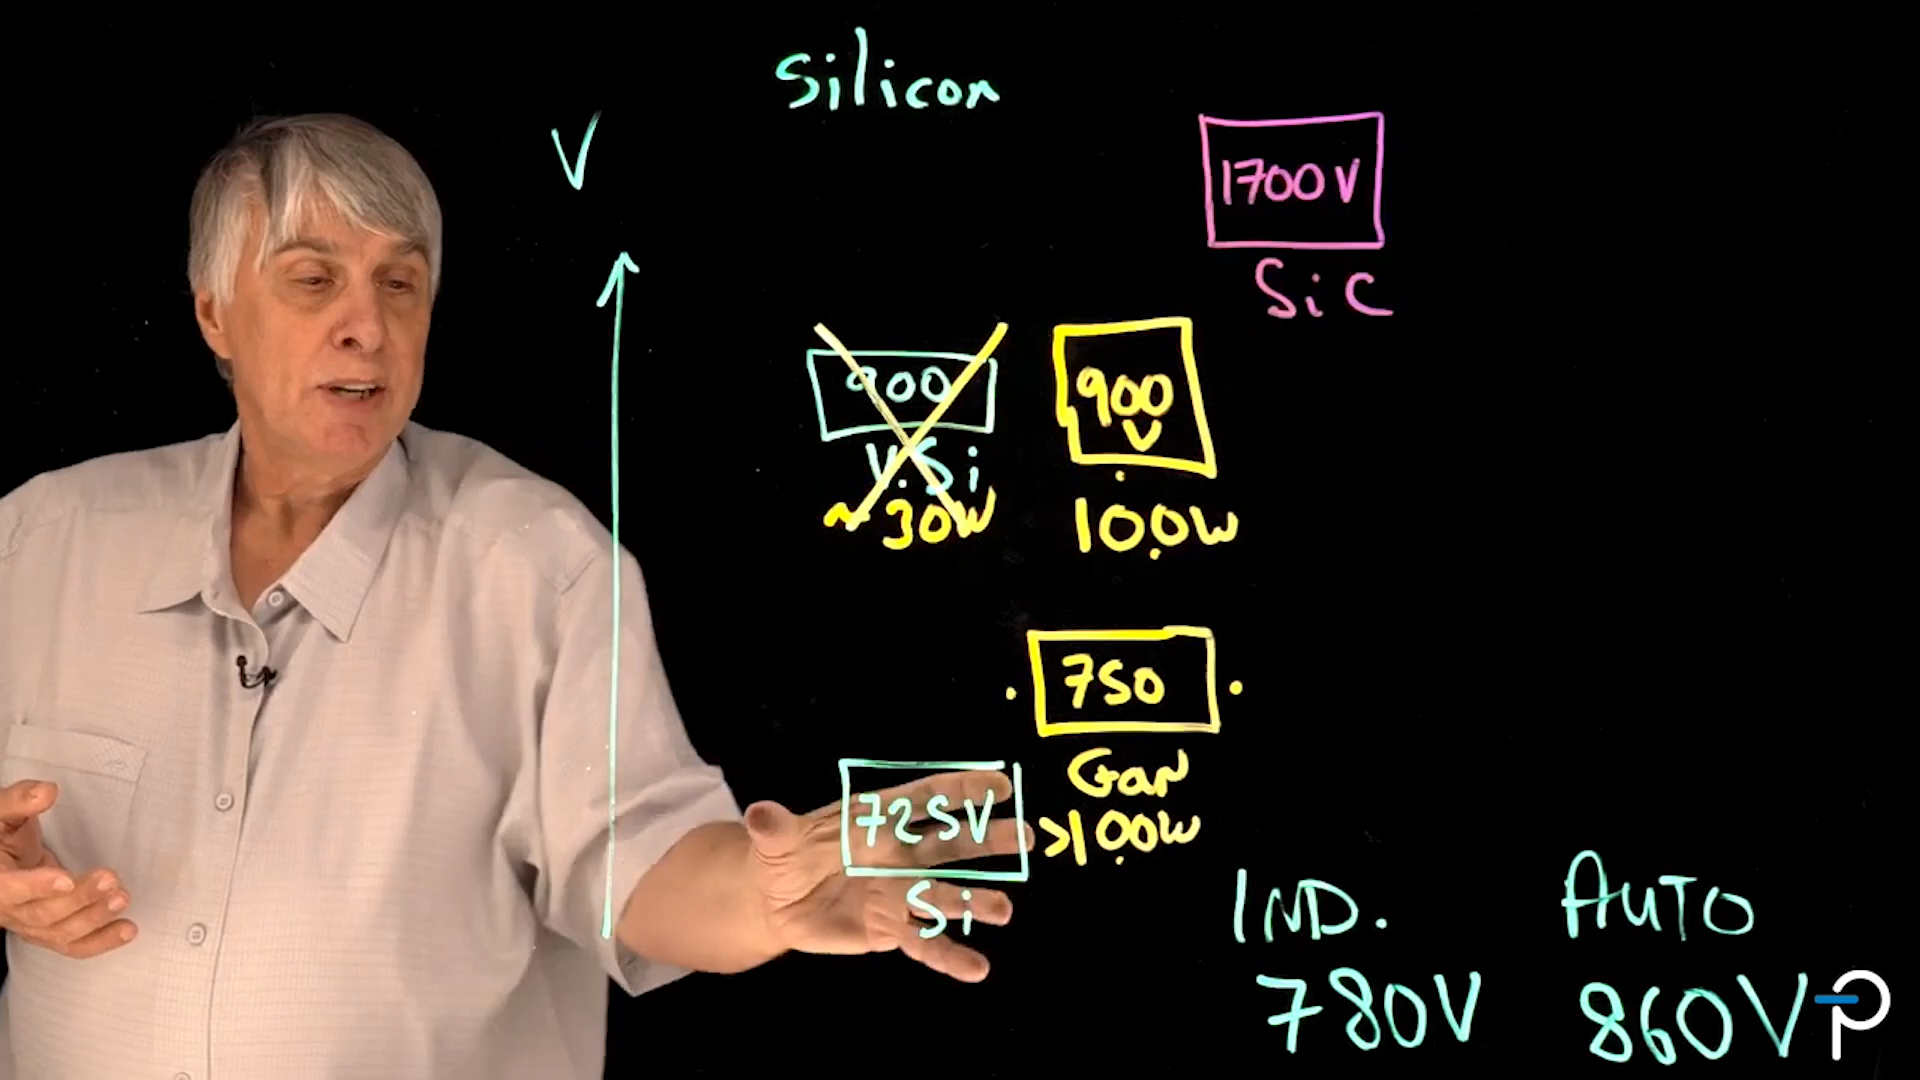 Silicon
V
1700V
SiC
900
V. Si
~30W
900
V
100W
750
GaN
>100W
725V
Si
IND.
AUTO
780V
860V
P